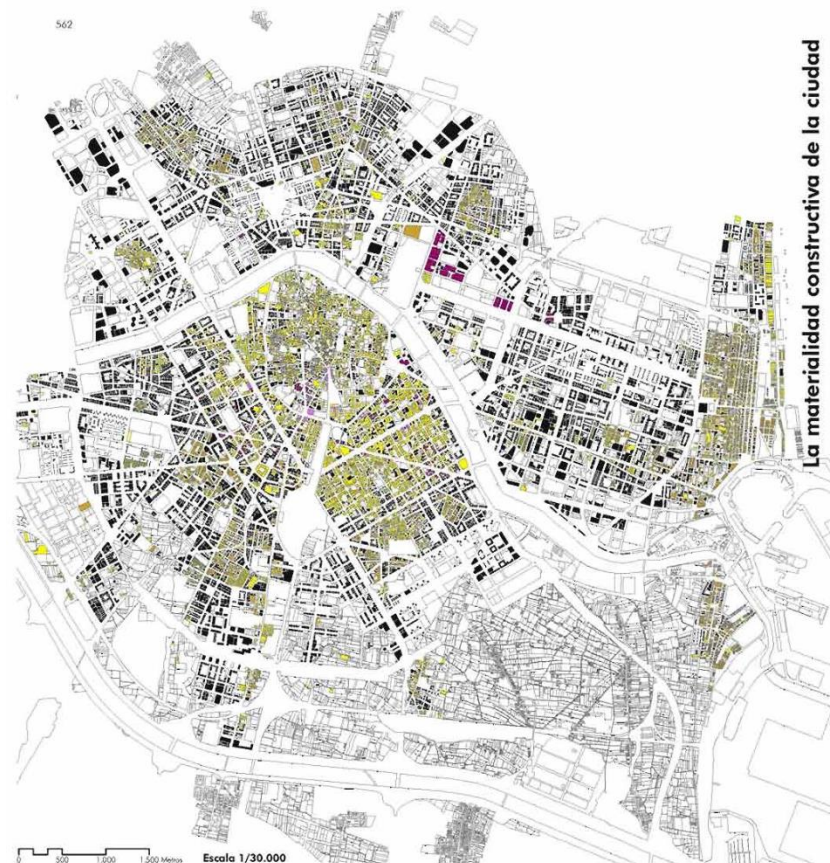 562
La materialidad constructiva de la ciudad
0 500 1.000 1.500 Metros
Escala 1/30.000